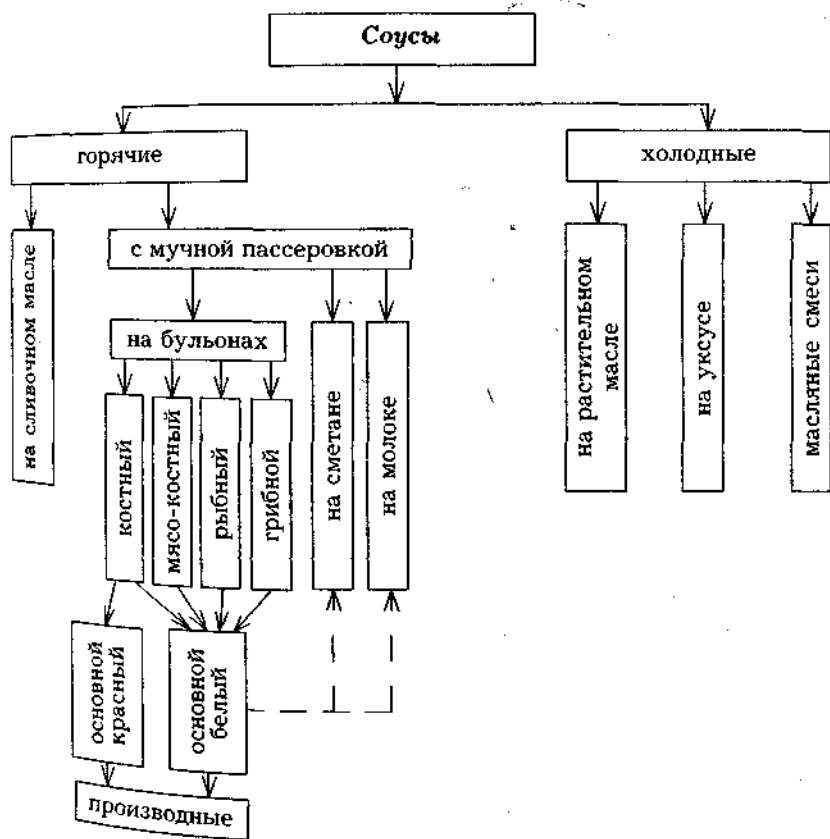 Соусы
горячие
холодные
на сливочном масле
с мучной пассеровкой
на растительном
масле
на уксусе
масляные смеси
на бульонах
на сметане
на молоке
костный
мясо-костный
рыбный
грибной
основной
красный
основной
белый
производные